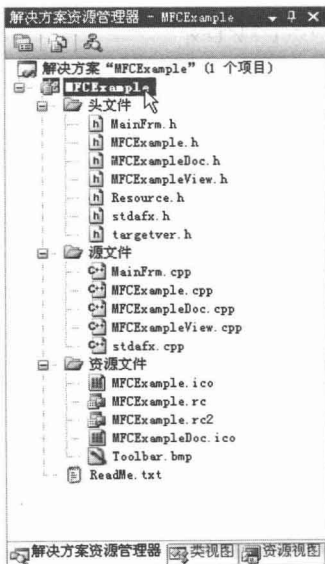 解决方案资源管理器 - MFCExample
解决方案“MFCExample”(1 个项目)
MFCExample
头文件
MainFrm.h
MFCExample.h
MFCExampleDoc.h
MFCExampleView.h
Resource.h
stdafx.h
targetver.h
源文件
MainFrm.cpp
MFCExample.cpp
MFCExampleDoc.cpp
MFCExampleView.cpp
stdafx.cpp
资源文件
MFCExample.ico
MFCExample.rc
MFCExample.rc2
MFCExampleDoc.ico
Toolbar.bmp
ReadMe.txt
解决方案资源管理器 类视图 资源视图